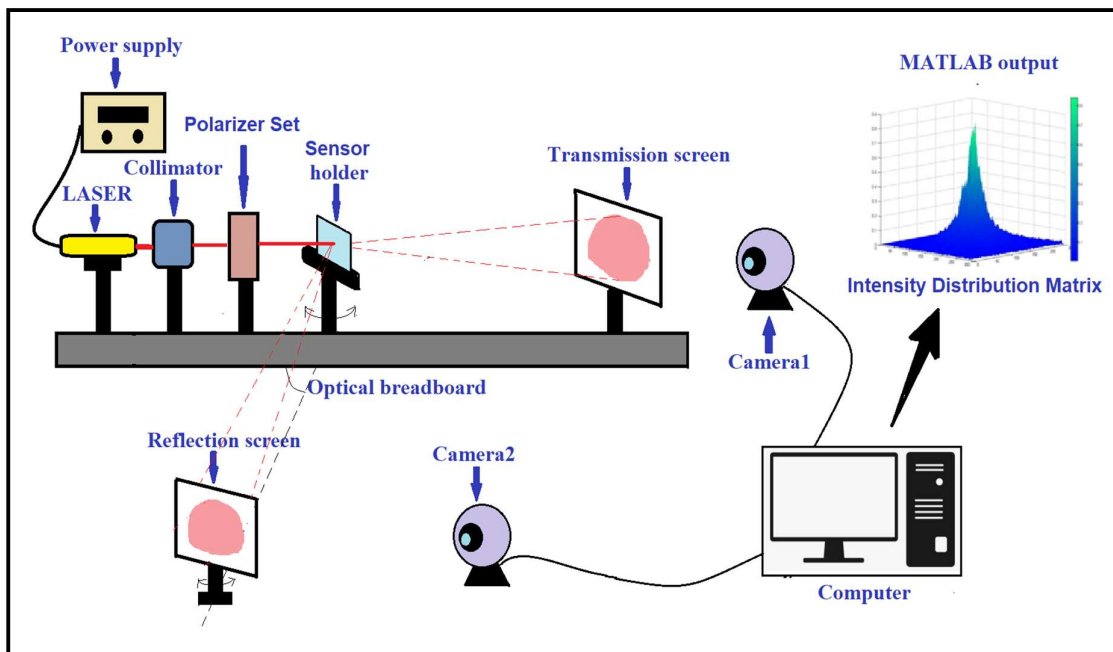 Power supply
MATLAB output
Polarizer Set
Sensor
holder
Transmission screen
Collimator
LASER
Intensity Distribution Matrix
Camera1
Optical breadboard
Reflection screen
Camera2
Computer